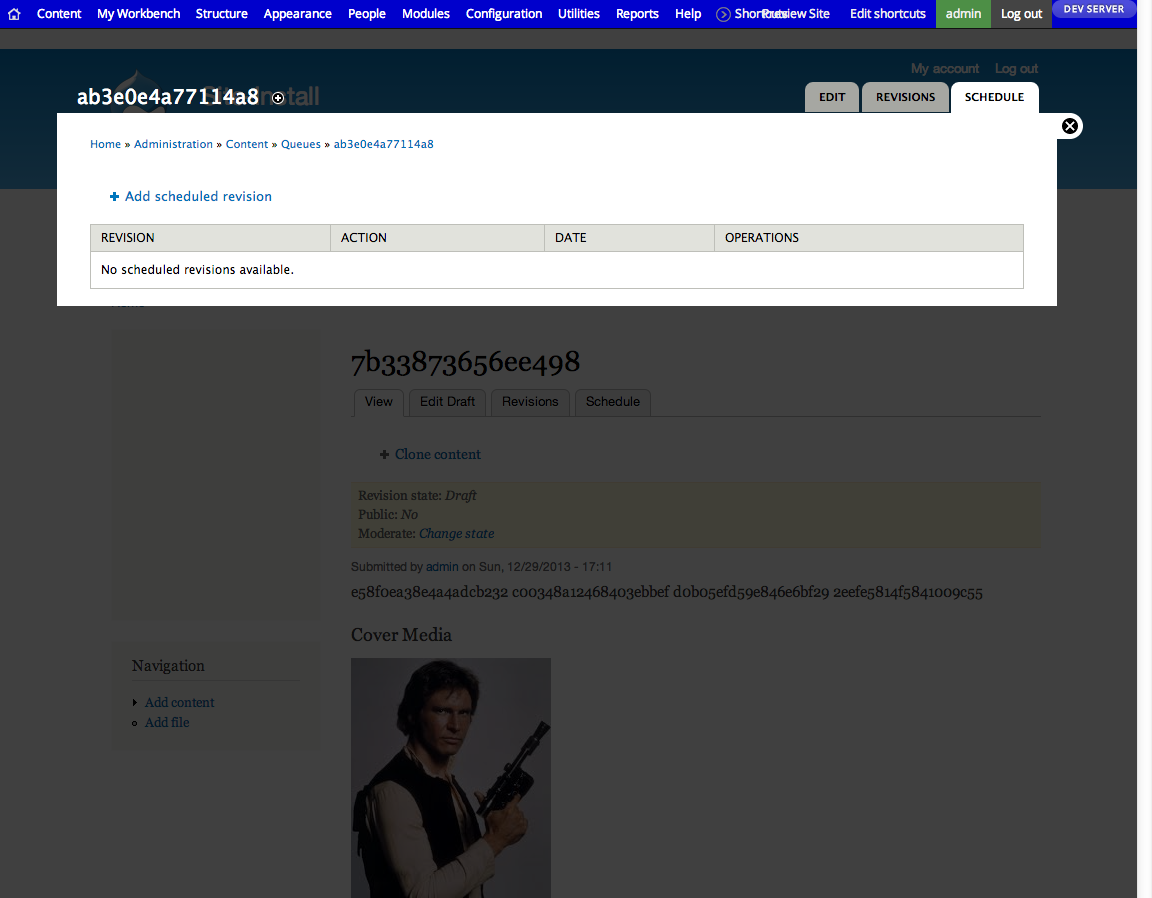 Content My Workbench Structure Appearance People Modules Configuration Utilities Reports Help Shortcuts Preview Site Edit shortcuts admin Log out DEV SERVER
My account Log out
ab3e0e4a77114a8 Install
EDIT REVISIONS SCHEDULE
Home » Administration » Content » Queues » ab3e0e4a77114a8
Add scheduled revision
REVISION ACTION DATE OPERATIONS
No scheduled revisions available.
Home
7b33873656ee498
View Edit Draft Revisions Schedule
Clone content
Revision state: Draft
Public: No
Moderate: Change state
Submitted by admin on Sun, 12/29/2013 - 17:11
e58f0ea38e4a4adcb232 c00348a12468403ebbef d0b05efd59e846e6bf29 2eefe5814f5841009c55
Cover Media
Navigation
Add content
Add file